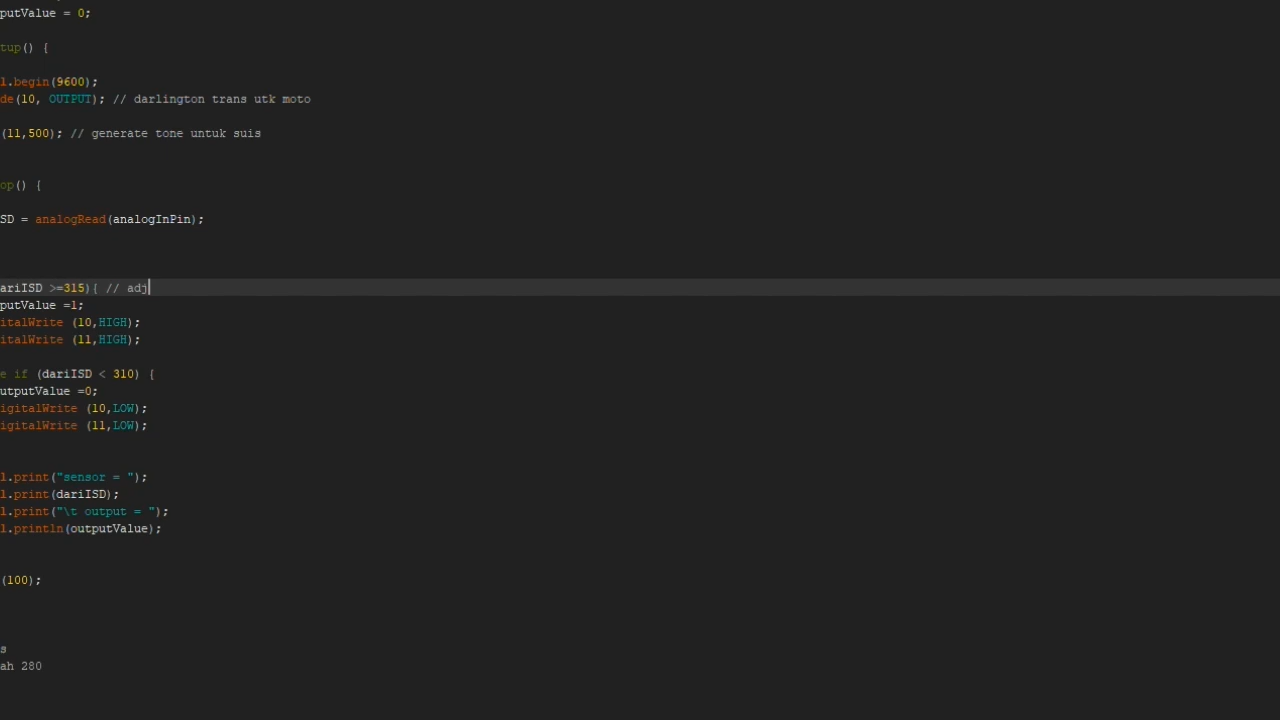 putValue = 0;
tup() {
l.begin(9600);
de(10, OUTPUT); // darlington trans utk moto
(11,500); // generate tone untuk suis
op() {
SD = analogRead(analogInPin);
ariISD >=315){ // adj
putValue =1;
italWrite (10,HIGH);
italWrite (11,HIGH);
e if (dariISD < 310) {
utputValue =0;
igitalWrite (10,LOW);
igitalWrite (11,LOW);
l.print("sensor = ");
l.print(dariISD);
l.print("\t output = ");
l.println(outputValue);
(100);
s
ah 280